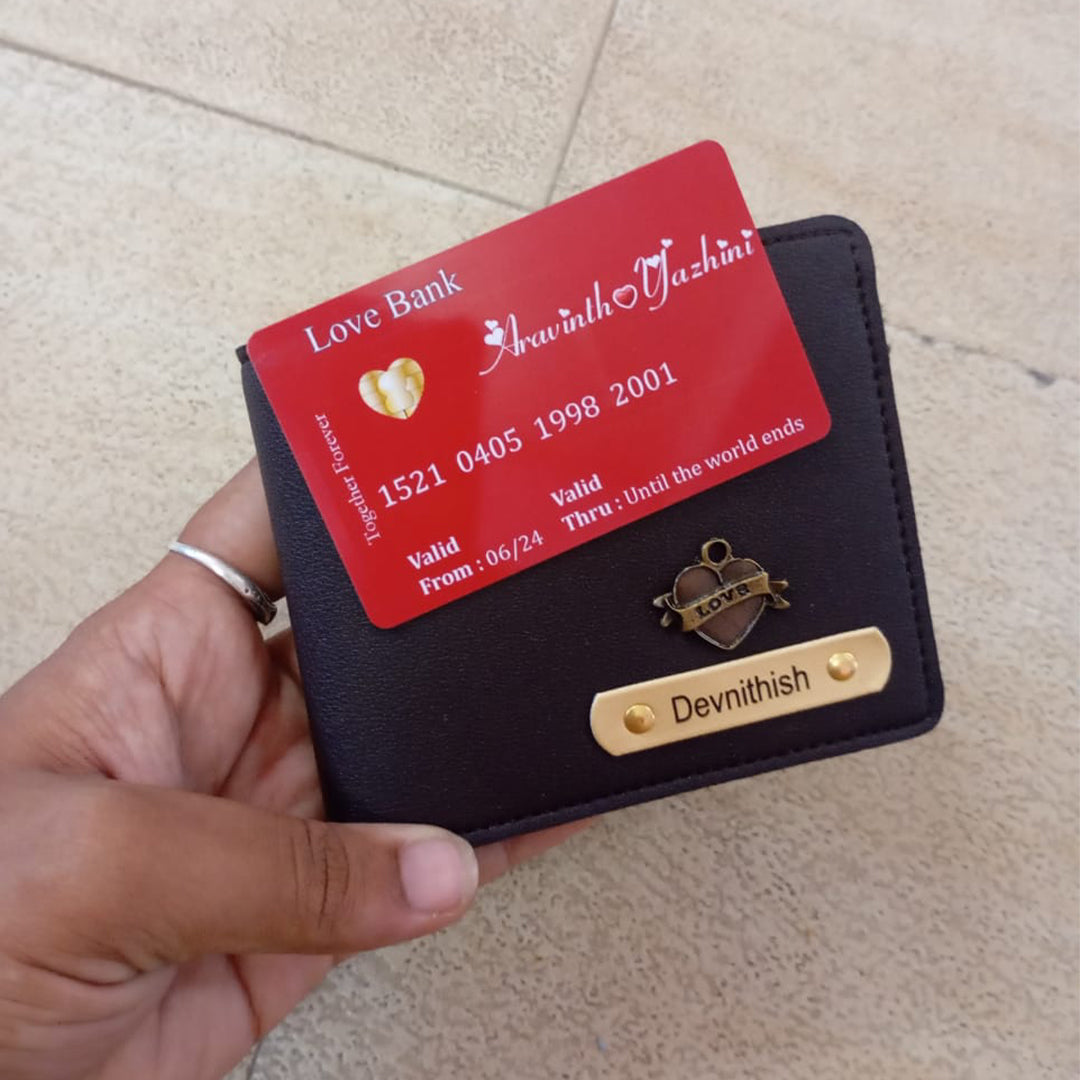 Love Bank
Aravinth Yazhini
Together Forever
1521 0405 1998 2001
Valid
From : 06/24
Valid
Thru : Until the world ends
LOVE
Devnithish